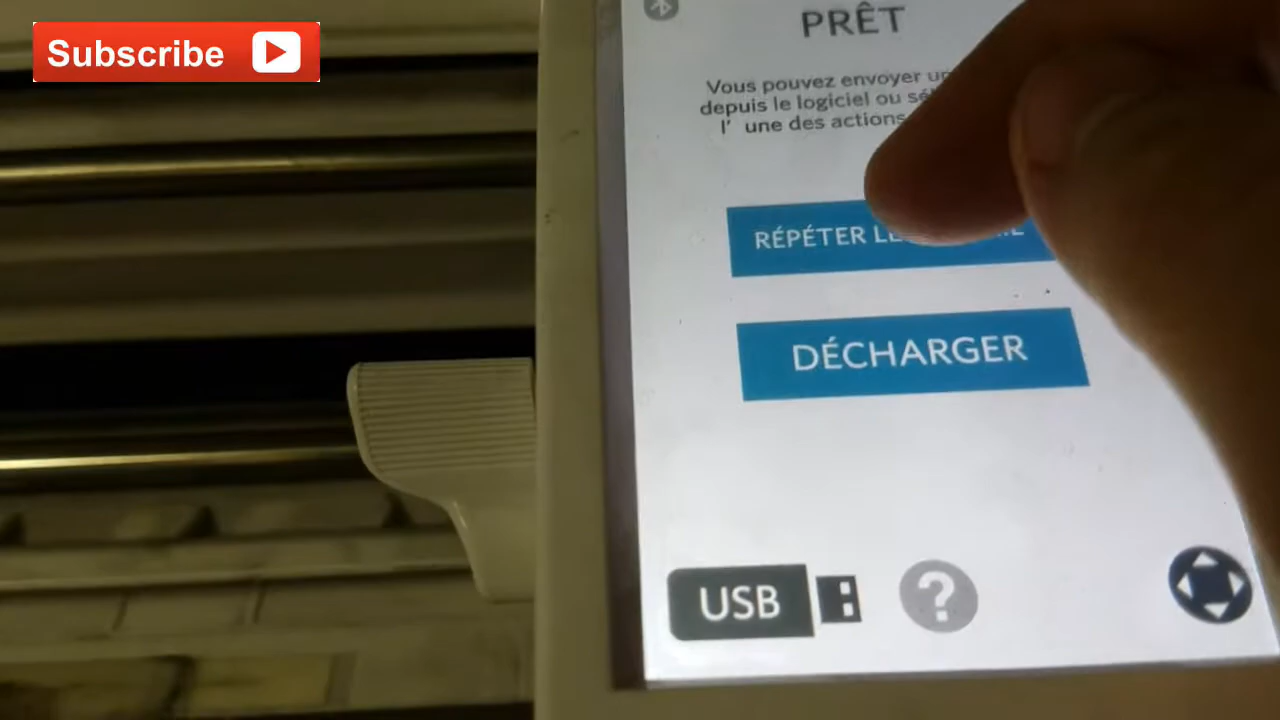 Subscribe
PRÊT
Vous pouvez envoyer
depuis le logiciel ou
l' une des actions
RÉPÉTER
DÉCHARGER
USB
?